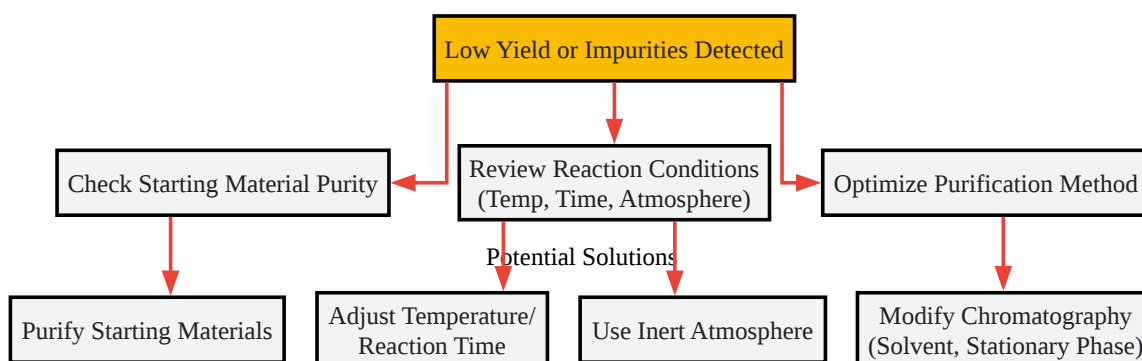 Low Yield or Impurities Detected
Check Starting Material Purity
Review Reaction Conditions
(Temp, Time, Atmosphere)
Optimize Purification Method
Potential Solutions
Purify Starting Materials
Adjust Temperature/
Reaction Time
Use Inert Atmosphere
Modify Chromatography
(Solvent, Stationary Phase)